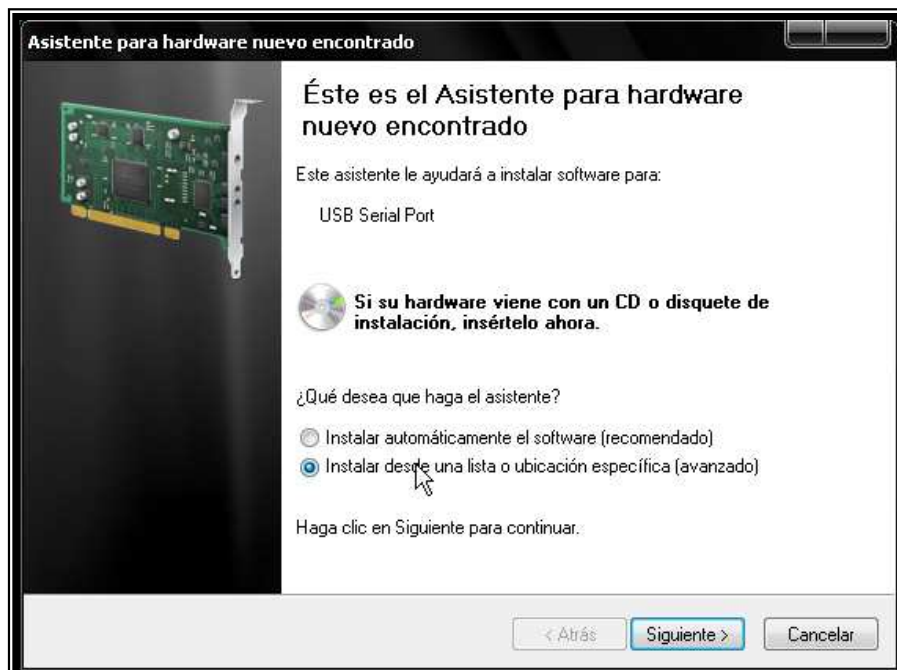 Asistente para hardware nuevo encontrado
Éste es el Asistente para hardware
nuevo encontrado
Este asistente le ayudará a instalar software para:
USB Serial Port
Si su hardware viene con un CD o disquete de
instalación, insértelo ahora.
¿Qué desea que haga el asistente?
Instalar automáticamente el software (recomendado)
Instalar desde una lista o ubicación específica (avanzado)
Haga clic en Siguiente para continuar.
< Atrás
Siguiente >
Cancelar